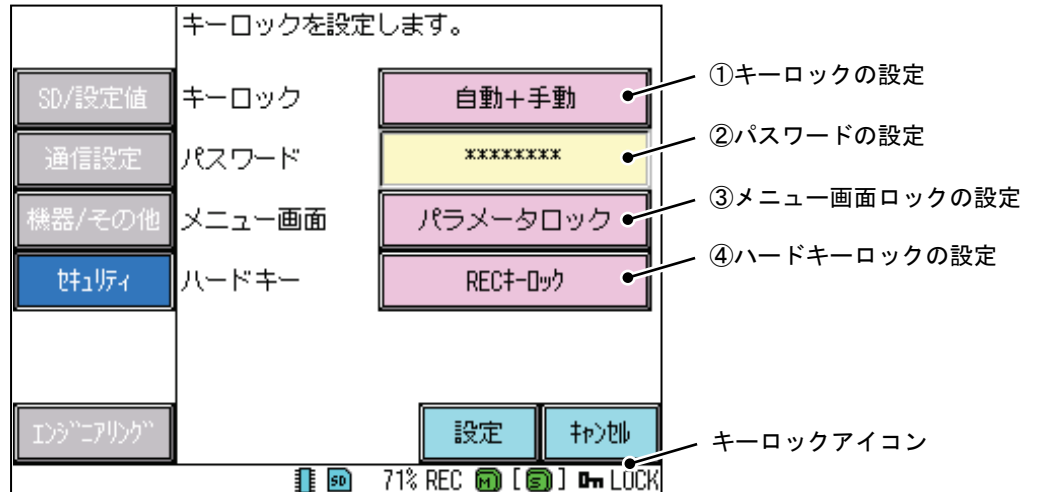 キーロックを設定します。
SD/設定値
キーロック
自動＋手動
①キーロックの設定
通信設定
パスワード
********
②パスワードの設定
機器/その他
メニュー画面
パラメータロック
③メニュー画面ロックの設定
ｾｷｭﾘﾃｨ
ハードキー
RECｷｰﾛｯｸ
④ハードキーロックの設定
ｴﾝｼﾞﾆｱﾘﾝｸﾞ
設定
ｷｬﾝｾﾙ
キーロックアイコン
SD 71% REC M [S] LOCK